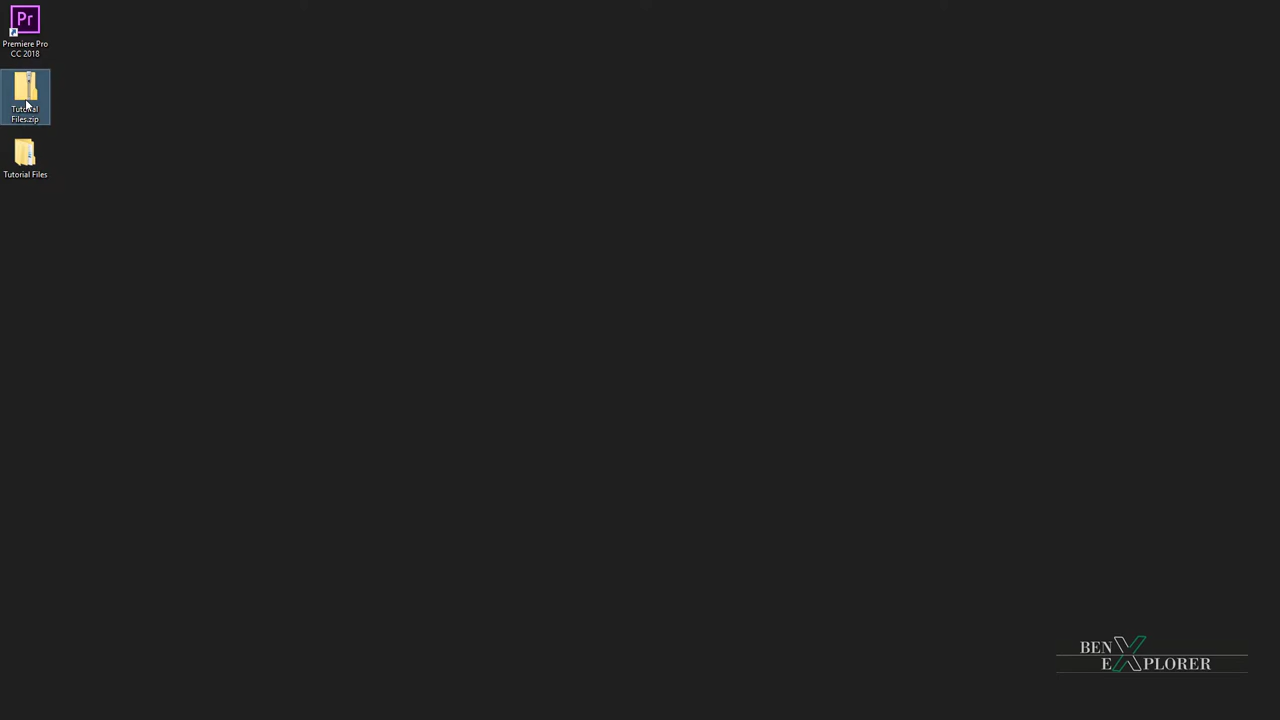 Pr
Premiere Pro
CC 2018
Tutorial
Files.zip
Tutorial Files
BEN
EXPLORER